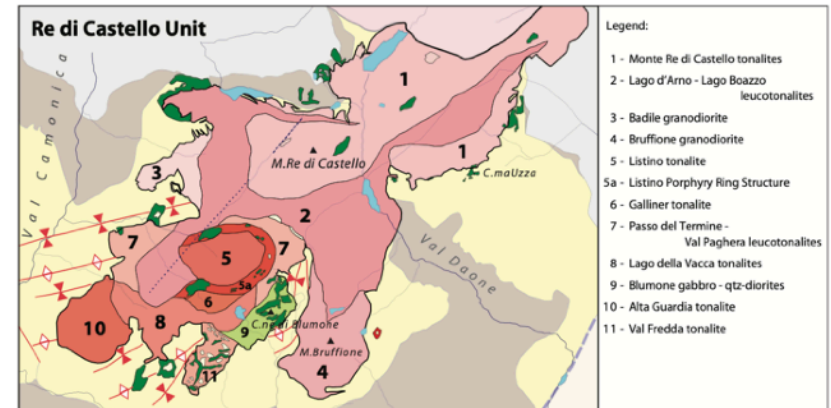 Re di Castello Unit
Val Camonica
1
M.Re di Castello
3
1
C.maUzza
2
7
5
7
5a
6
Val Daone
10
8
9
C.ne di Blumone
M.Bruffione
11
4
Legend:
1 - Monte Re di Castello tonalites
2 - Lago d'Arno - Lago Boazzo
leucotonalites
3 - Badile granodiorite
4 - Bruffione granodiorite
5 - Listino tonalite
5a - Listino Porphyry Ring Structure
6 - Galliner tonalite
7 - Passo del Termine -
Val Paghera leucotonalites
8 - Lago della Vacca tonalites
9 - Blumone gabbro - qtz-diorites
10 - Alta Guardia tonalite
11 - Val Fredda tonalite